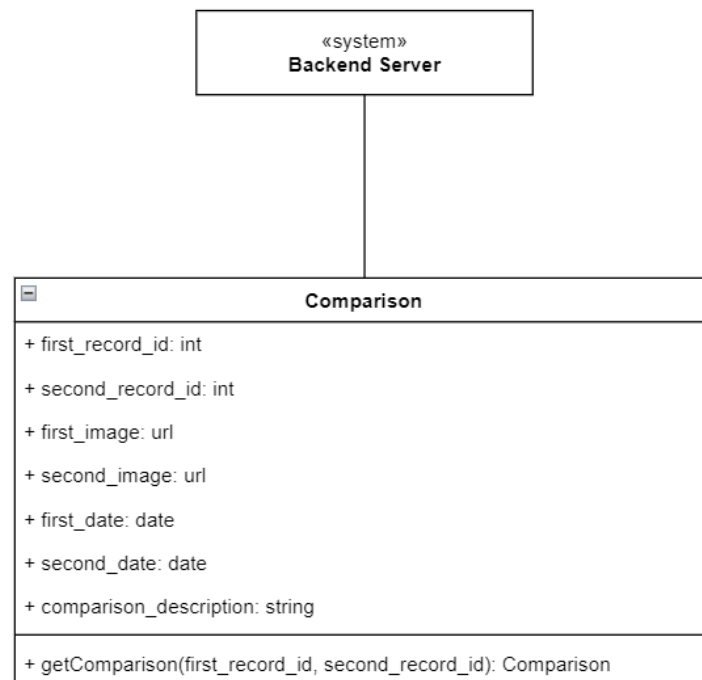 «system»
Backend Server
Comparison
+ first_record_id: int
+ second_record_id: int
+ first_image: url
+ second_image: url
+ first_date: date
+ second_date: date
+ comparison_description: string
+ getComparison(first_record_id, second_record_id): Comparison